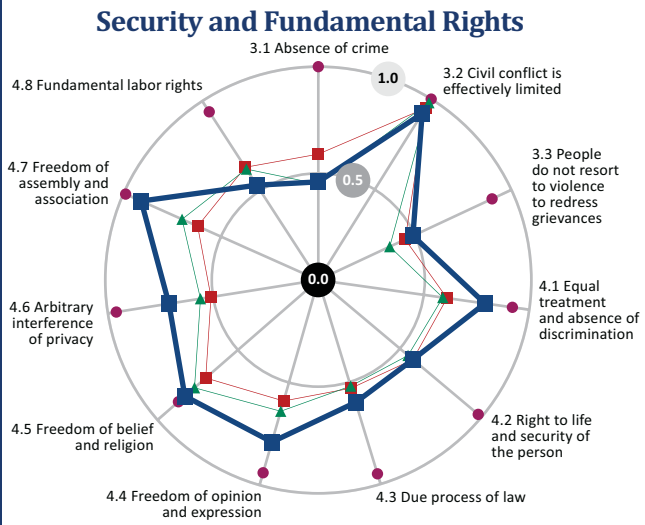 Security and Fundamental Rights
3.1 Absence of crime
1.0
3.2 Civil conflict is
effectively limited
4.8 Fundamental labor rights
3.3 People
do not resort
to violence
to redress
grievances
4.7 Freedom of
assembly and
association
0.5
0.0
4.1 Equal
treatment
and absence of
discrimination
4.6 Arbitrary
interference
of privacy
4.2 Right to life
and security of
the person
4.5 Freedom of belief
and religion
4.4 Freedom of opinion
and expression
4.3 Due process of law